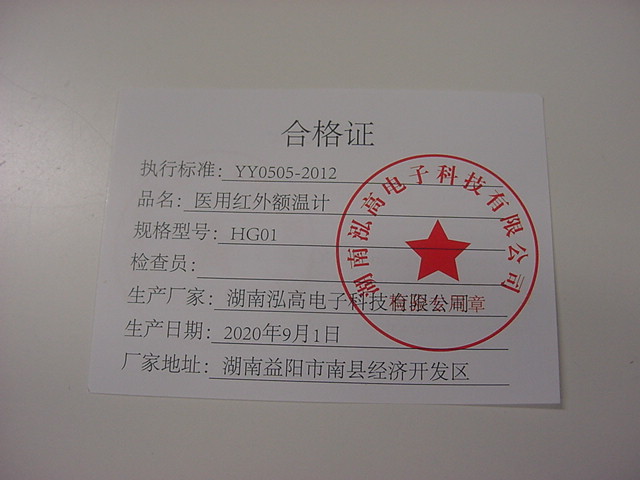 合格证
执行标准：YY0505-2012
品名：医用红外额温计
规格型号：HG01
检查员：
生产厂家：湖南泓高电子科技有限公司
生产日期：2020年9月1日
厂家地址：湖南益阳市南县经济开发区
湖南泓高电子科技有限公司